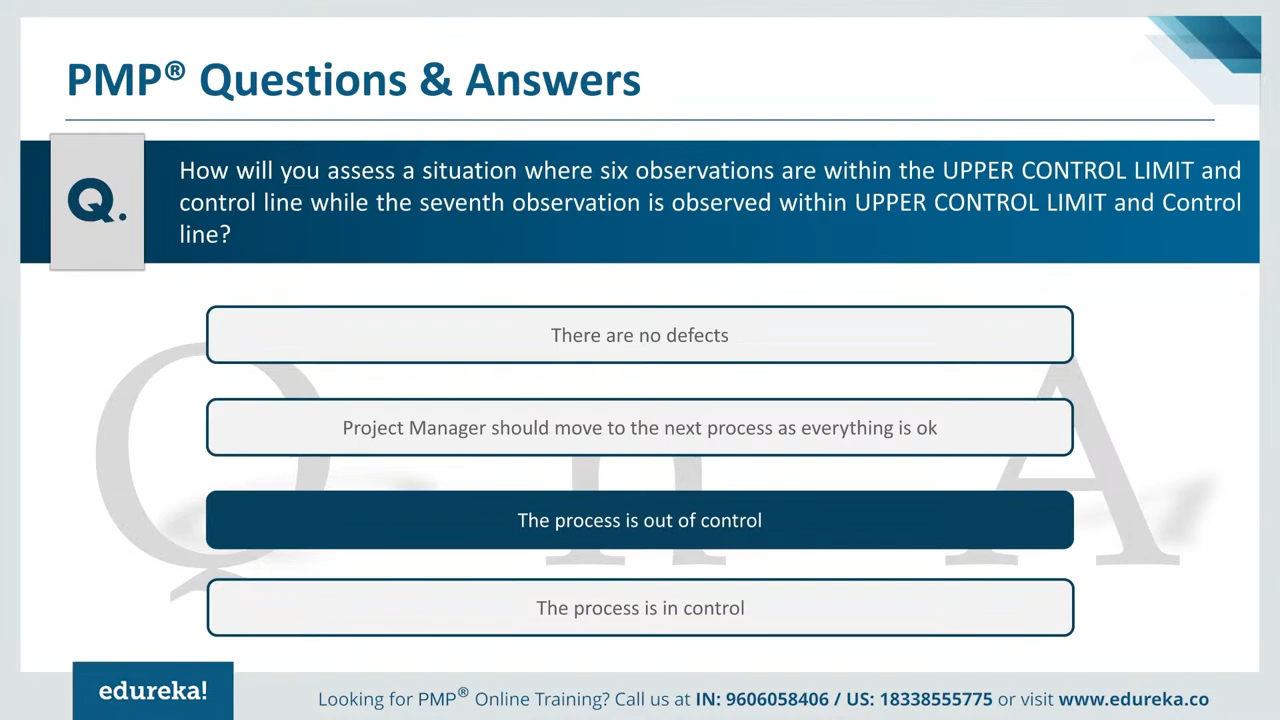 PMP® Questions & Answers
Q.
How will you assess a situation where six observations are within the UPPER CONTROL LIMIT and
control line while the seventh observation is observed within UPPER CONTROL LIMIT and Control
line?
There are no defects
Project Manager should move to the next process as everything is ok
The process is out of control
The process is in control
Q n A
edureka!
Looking for PMP® Online Training? Call us at IN: 9606058406 / US: 18338555775 or visit www.edureka.co